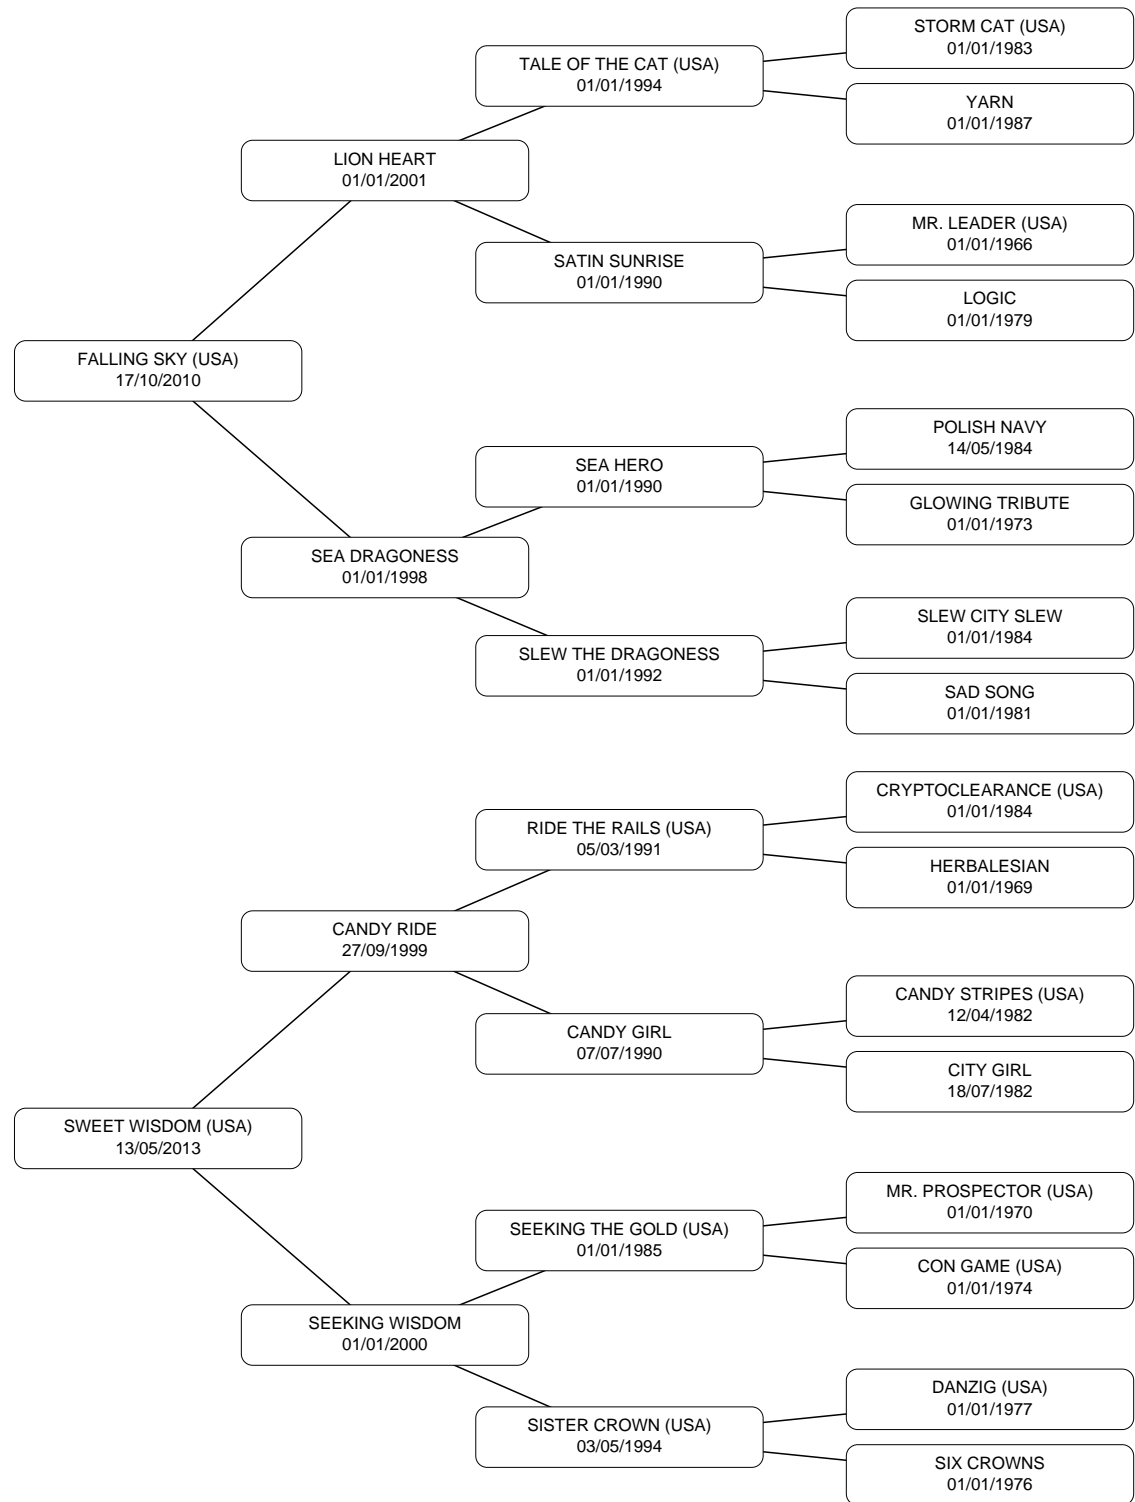 STORM CAT (USA)
01/01/1983
TALE OF THE CAT (USA)
01/01/1994
YARN
01/01/1987
LION HEART
01/01/2001
MR. LEADER (USA)
01/01/1966
SATIN SUNRISE
01/01/1990
LOGIC
01/01/1979
FALLING SKY (USA)
17/10/2010
POLISH NAVY
14/05/1984
SEA HERO
01/01/1990
GLOWING TRIBUTE
01/01/1973
SEA DRAGONESS
01/01/1998
SLEW CITY SLEW
01/01/1984
SLEW THE DRAGONESS
01/01/1992
SAD SONG
01/01/1981
CRYPTOCLEARANCE (USA)
01/01/1984
RIDE THE RAILS (USA)
05/03/1991
HERBALESIAN
01/01/1969
CANDY RIDE
27/09/1999
CANDY STRIPES (USA)
12/04/1982
CANDY GIRL
07/07/1990
CITY GIRL
18/07/1982
SWEET WISDOM (USA)
13/05/2013
MR. PROSPECTOR (USA)
01/01/1970
SEEKING THE GOLD (USA)
01/01/1985
CON GAME (USA)
01/01/1974
SEEKING WISDOM
01/01/2000
DANZIG (USA)
01/01/1977
SISTER CROWN (USA)
03/05/1994
SIX CROWNS
01/01/1976